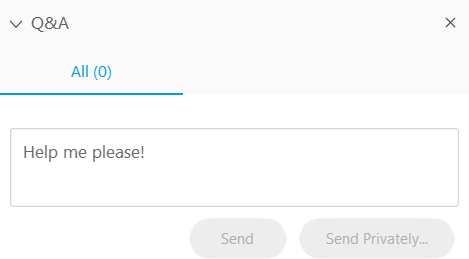 Q&A
All (0)
Help me please!
Send
Send Privately...